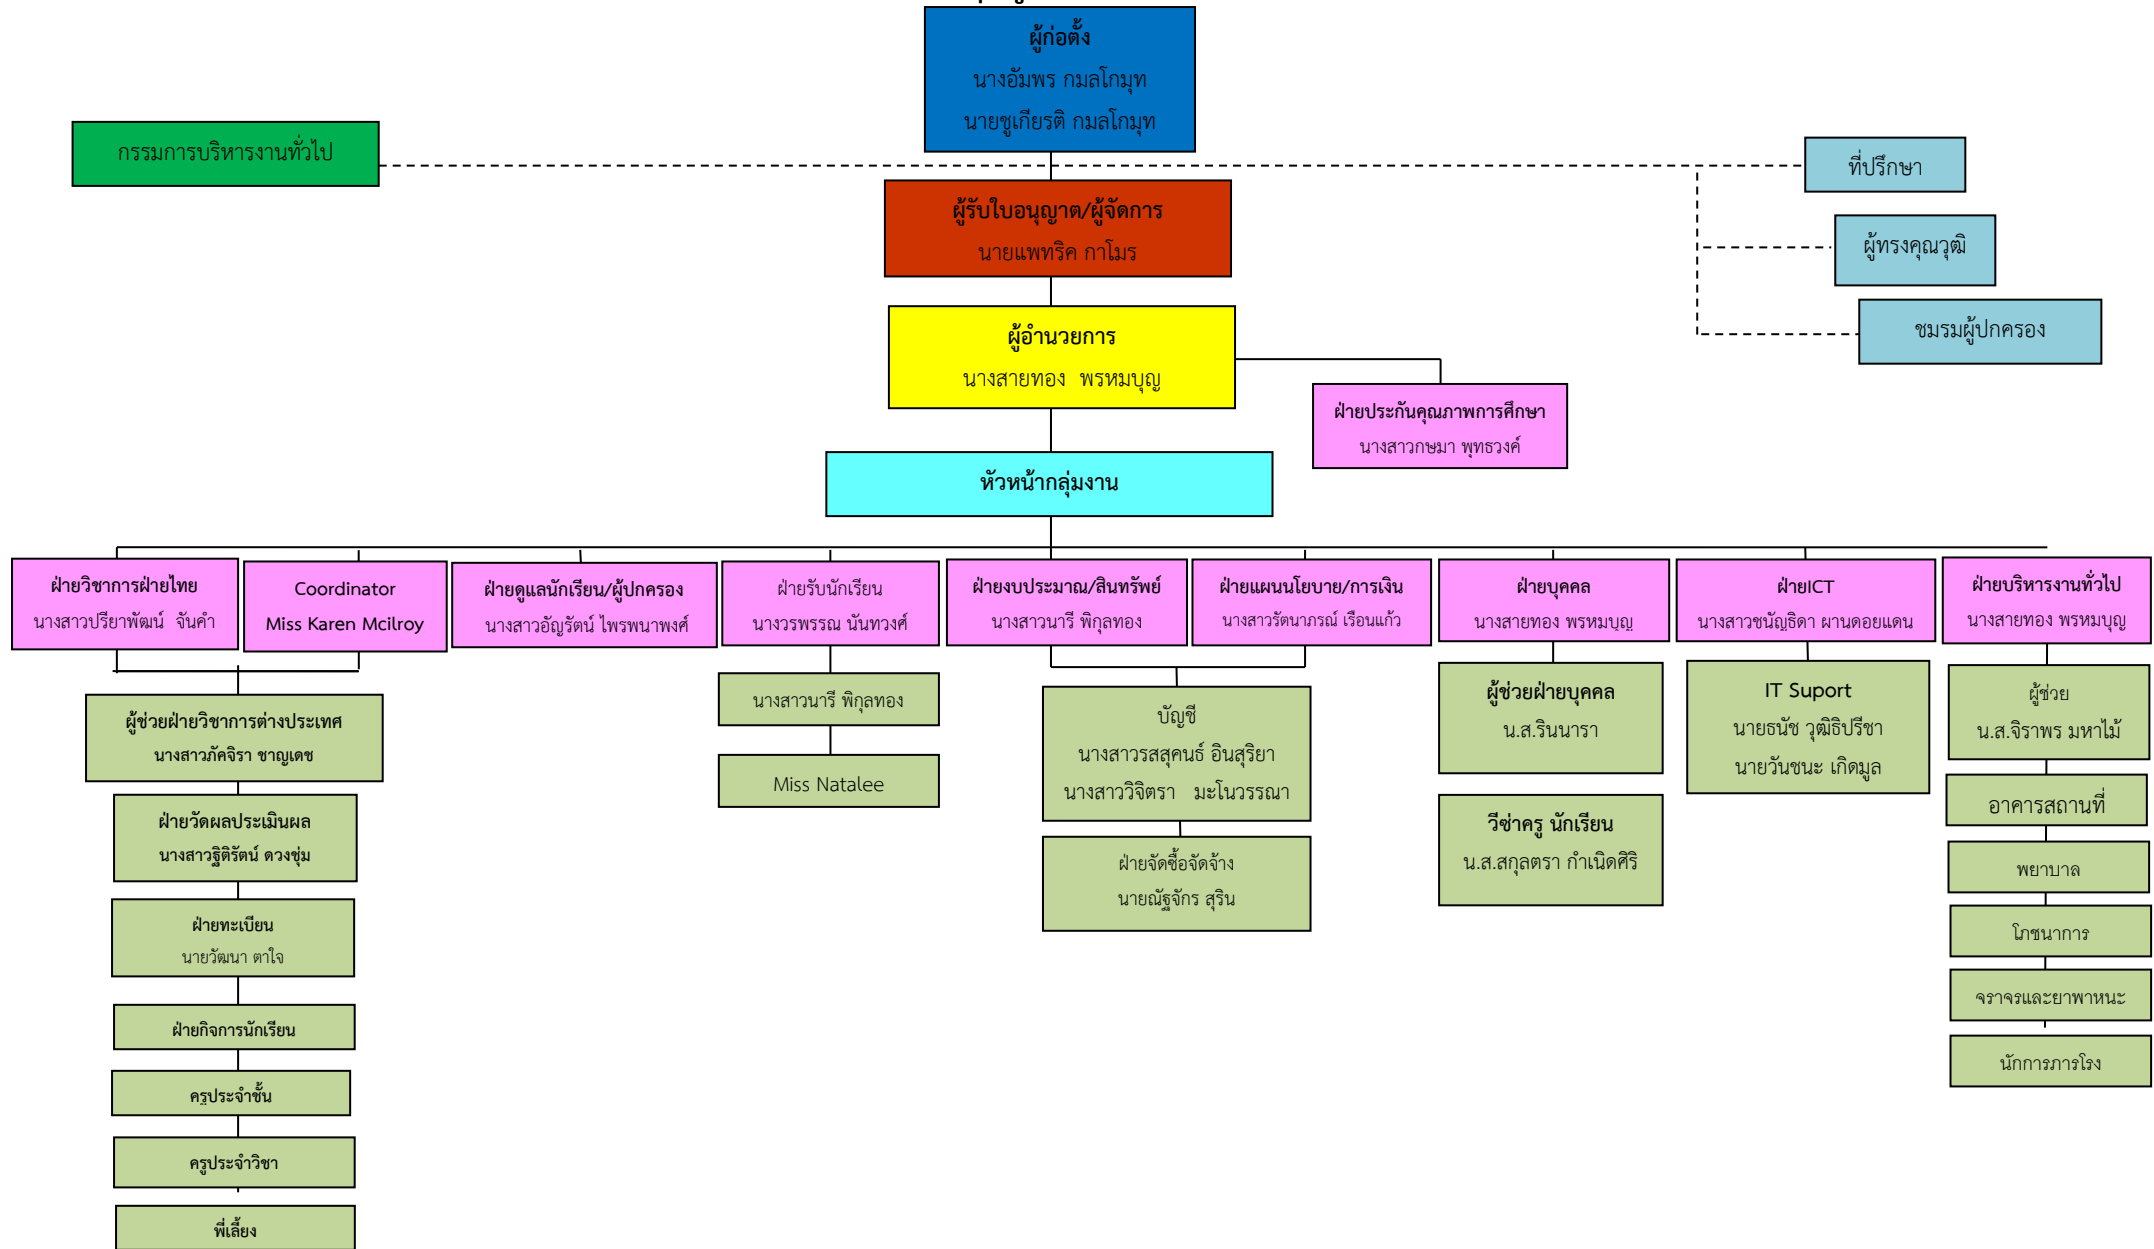 ผู้ก่อตั้ง
นางอัมพร กมลโกมุท
นายชูเกียรติ กมลโกมุท
กรรมการบริหารงานทั่วไป
ที่ปรึกษา
ผู้ทรงคุณวุฒิ
ชมรมผู้ปกครอง
ผู้รับใบอนุญาต/ผู้จัดการ
นายแพทริค กาโมร
ผู้อำนวยการ
นางสายทอง พรหมบุญ
ฝ่ายประกันคุณภาพการศึกษา
นางสาวกษมา พุทธวงค์
หัวหน้ากลุ่มงาน
ฝ่ายวิชาการฝ่ายไทย
นางสาวปรียาพัฒน์ จันคำ
Coordinator
Miss Karen Mcilroy
ฝ่ายดูแลนักเรียน/ผู้ปกครอง
นางสาวอัญรัตน์ ไพรพนาพงศ์
ฝ่ายรับนักเรียน
นางวรพรรณ นันทวงศ์
ฝ่ายงบประมาณ/สินทรัพย์
นางสาวนารี พิกุลทอง
ฝ่ายแผนนโยบาย/การเงิน
นางสาวรัตนาภรณ์ เรือนแก้ว
ฝ่ายบุคคล
นางสายทอง พรหมบุญ
ฝ่ายICT
นางสาวชนัญธิดา ผานดอยแดน
ฝ่ายบริหารงานทั่วไป
นางสายทอง พรหมบุญ
ผู้ช่วยฝ่ายวิชาการต่างประเทศ
นางสาวภัคจิรา ชาญเดช
ฝ่ายวัดผลประเมินผล
นางสาวฐิติรัตน์ ดวงชุ่ม
ฝ่ายทะเบียน
นายวัฒนา ตาใจ
ฝ่ายกิจการนักเรียน
ครูประจำชั้น
ครูประจำวิชา
พี่เลี้ยง
นางสาวนารี พิกุลทอง
Miss Natalee
บัญชี
นางสาวรสสุคนธ์ อินสุริยา
นางสาววิจิตรา มะโนวรรณา
ฝ่ายจัดซื้อจัดจ้าง
นายณัฐจักร สุริน
ผู้ช่วยฝ่ายบุคคล
น.ส.รินนารา
วีซ่าครู นักเรียน
น.ส.สกุลตรา กำเนิดศิริ
IT Suport
นายธนัช วุฒิธิปรีชา
นายวันชนะ เกิดมูล
ผู้ช่วย
น.ส.จิราพร มหาไม้
อาคารสถานที่
พยาบาล
โภชนาการ
จราจรและยาพาหนะ
นักการภารโรง